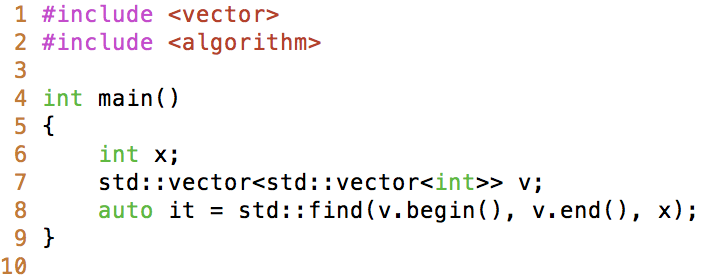 1 #include <vector>
2 #include <algorithm>
3
4 int main()
5 {
6     int x;
7     std::vector<std::vector<int>> v;
8     auto it = std::find(v.begin(), v.end(), x);
9 }
10